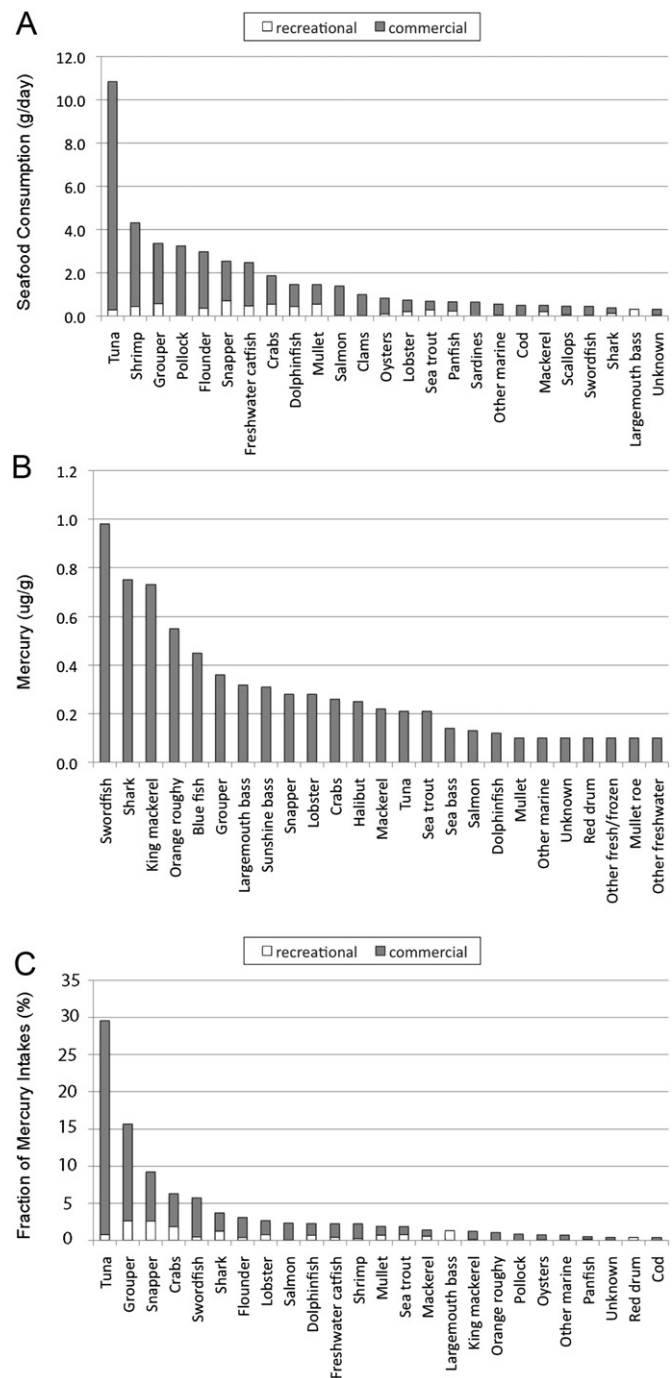 A
recreational commercial
Seafood Consumption (g/day)
12.0
10.0
8.0
6.0
4.0
2.0
0.0
Tuna
Shrimp
Grouper
Pollock
Flounder
Snapper
Freshwater catfish
Crabs
Dolphinfish
Mullet
Salmon
Clams
Oysters
Lobster
Sea trout
Panfish
Sardines
Other marine
Cod
Mackerel
Scallops
Swordfish
Shark
Largemouth bass
Unknown
B
Mercury (ug/g)
1.2
1.0
0.8
0.6
0.4
0.2
0.0
Swordfish
Shark
King mackerel
Orange roughy
Blue fish
Grouper
Largemouth bass
Sunshine bass
Snapper
Lobster
Crabs
Halibut
Mackerel
Tuna
Sea trout
Sea bass
Salmon
Dolphinfish
Mullet
Other marine
Unknown
Red drum
Other fresh/frozen
Mullet roe
Other freshwater
C
recreational commercial
Fraction of Mercury Intakes (%)
35
30
25
20
15
10
5
0
Tuna
Grouper
Snapper
Crabs
Swordfish
Shark
Flounder
Lobster
Salmon
Dolphinfish
Freshwater catfish
Shrimp
Mullet
Sea trout
Mackerel
Largemouth bass
King mackerel
Orange roughy
Pollock
Oysters
Other marine
Panfish
Unknown
Red drum
Cod